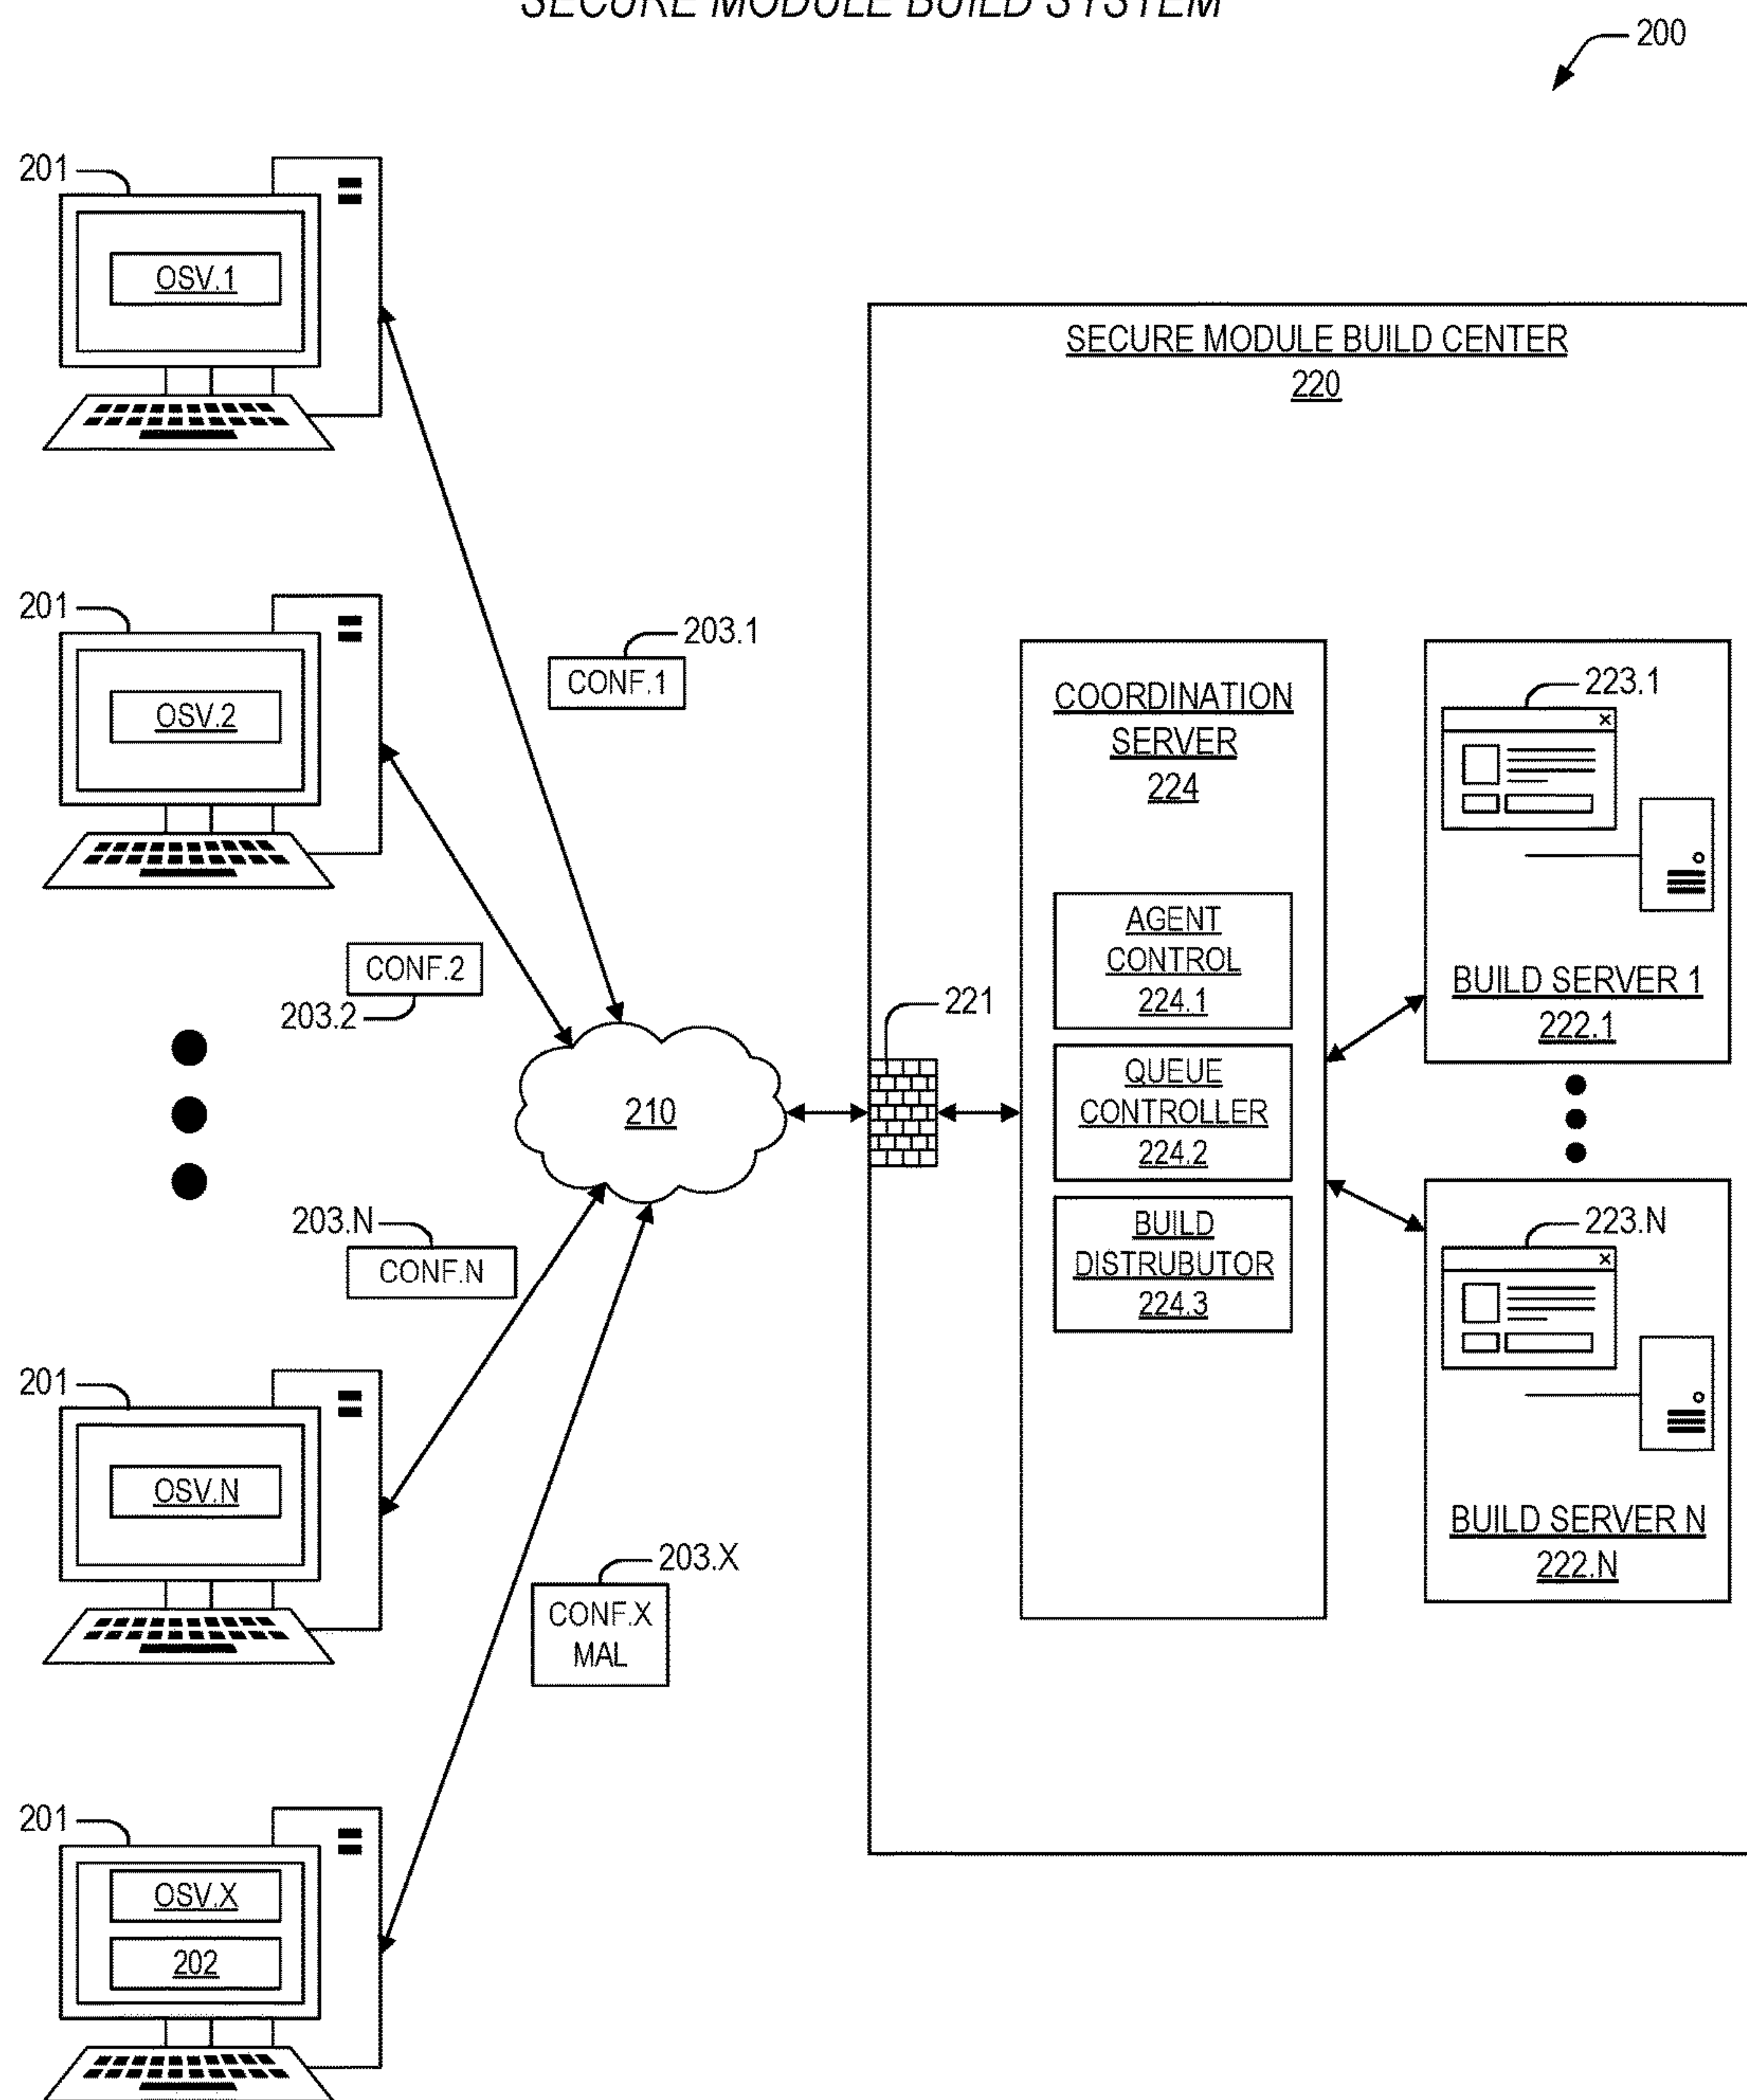 SECURE MODULE BUILD SYSTEM
200
201
OSV.1
SECURE MODULE BUILD CENTER
220
201
OSV.2
203.1
CONF.1
COORDINATION
SERVER
224
223.1
AGENT
CONTROL
224.1
BUILD SERVER 1
222.1
CONF.2
203.2
221
210
QUEUE
CONTROLLER
224.2
203.N
CONF.N
BUILD
DISTRUBUTOR
224.3
223.N
201
OSV.N
BUILD SERVER N
222.N
203.X
CONF.X
MAL
201
OSV.X
202